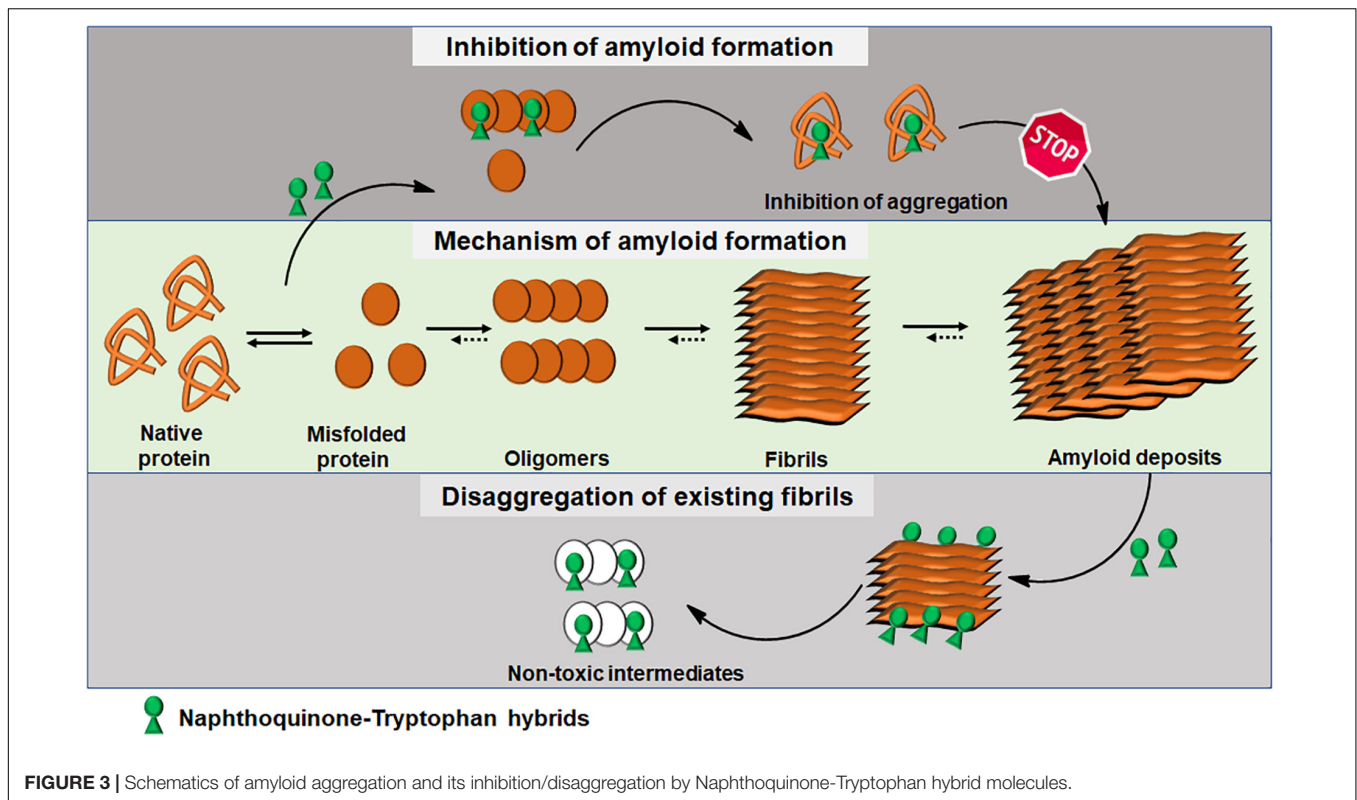 Inhibition of amyloid formation
STOP
Inhibition of aggregation
Mechanism of amyloid formation
Native
protein
Misfolded
protein
Oligomers
Fibrils
Amyloid deposits
Disaggregation of existing fibrils
Non-toxic intermediates
Naphthoquinone-Tryptophan hybrids
FIGURE 3 | Schematics of amyloid aggregation and its inhibition/disaggregation by Naphthoquinone-Tryptophan hybrid molecules.